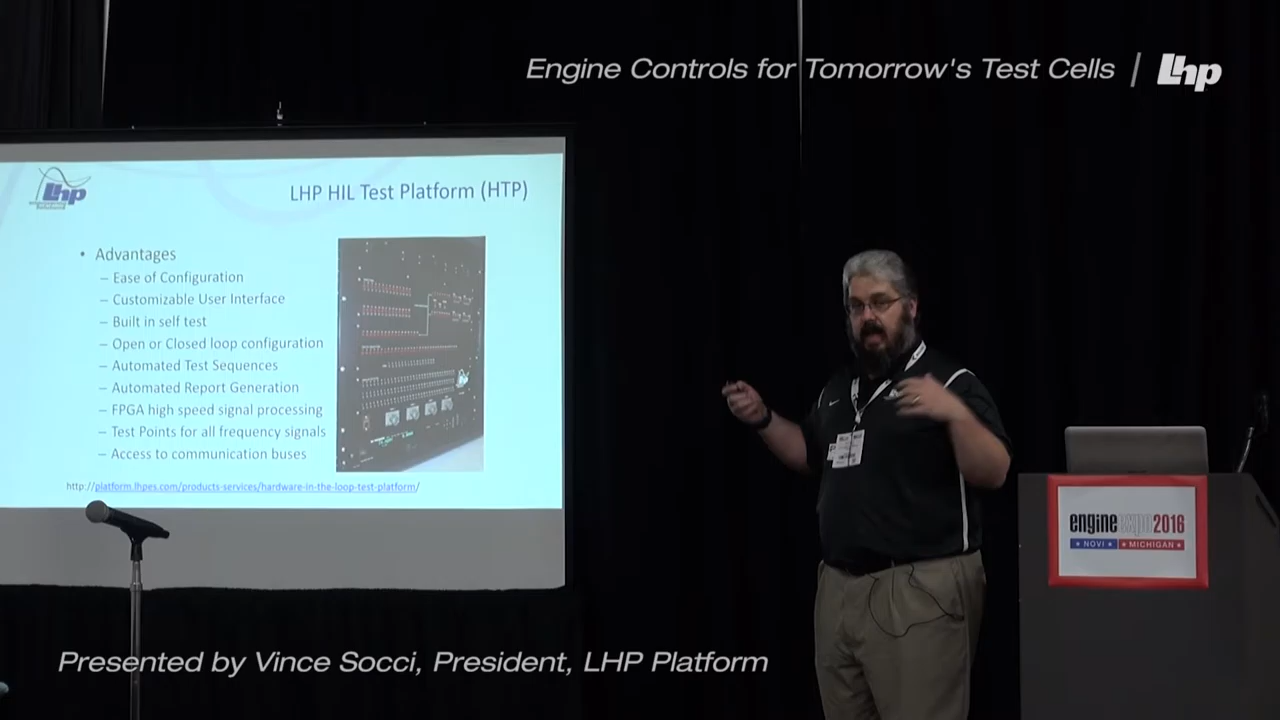 Engine Controls for Tomorrow's Test Cells | Lhp
Lhp
LHP HIL Test Platform (HTP)
• Advantages
– Ease of Configuration
– Customizable User Interface
– Built in self test
– Open or Closed loop configuration
– Automated Test Sequences
– Automated Report Generation
– FPGA high speed signal processing
– Test Points for all frequency signals
– Access to communication buses
http://platform.lhpes.com/products-services/hardware-in-the-loop-test-platform/
engine expo 2016
NOVI MICHIGAN
Presented by Vince Socci, President, LHP Platform